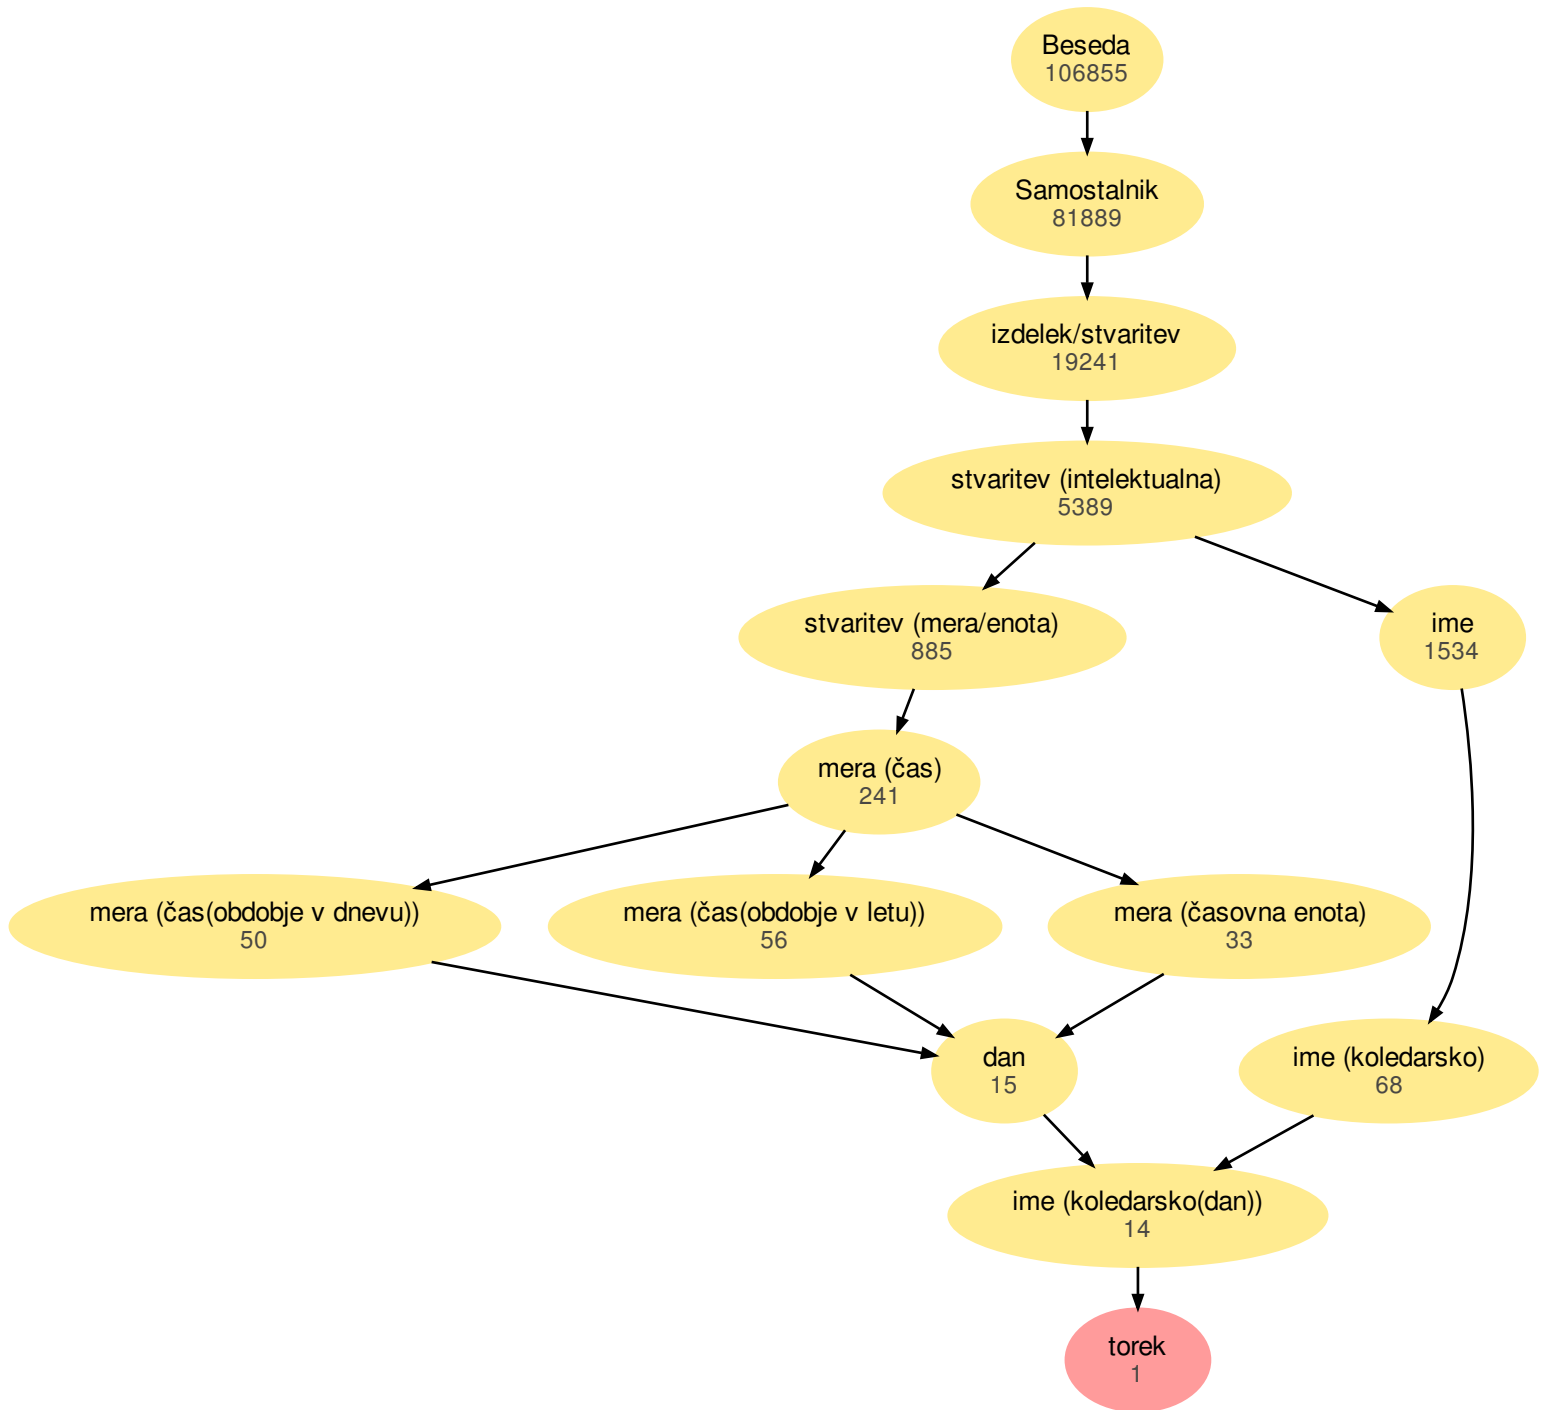 Beseda
106855
Samostalnik
81889
izdelek/stvaritev
19241
stvaritev (intelektualna)
5389
stvaritev (mera/enota)
885
ime
1534
mera (čas)
241
mera (čas(obdobje v dnevu))
50
mera (čas(obdobje v letu))
56
mera (časovna enota)
33
dan
15
ime (koledarsko)
68
ime (koledarsko(dan))
14
torek
1